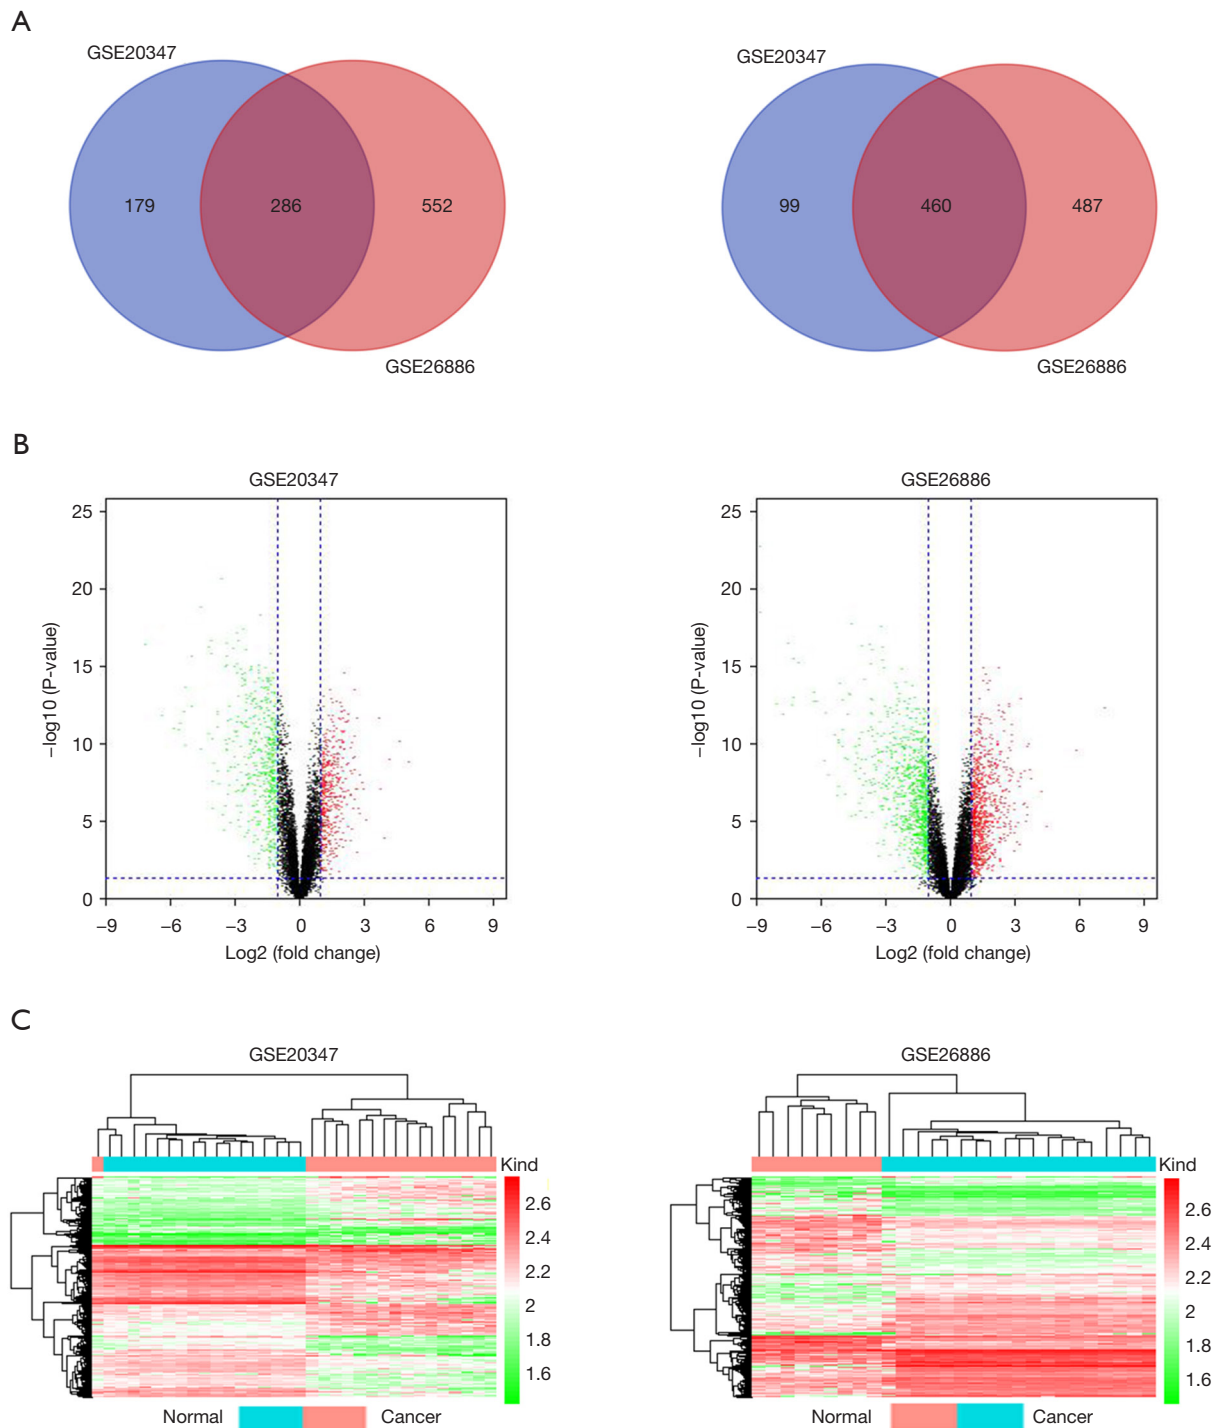 A
GSE20347
179
286
552
GSE26886
GSE20347
99
460
487
GSE26886
B
GSE20347
25
20
15
10
5
0
−log10 (P-value)
−9 −6 −3 0 3 6 9
Log2 (fold change)
GSE26886
25
20
15
10
5
0
−log10 (P-value)
−9 −6 −3 0 3 6 9
Log2 (fold change)
C
GSE20347
Kind
2.6
2.4
2.2
2
1.8
1.6
Normal Cancer
GSE26886
Kind
2.6
2.4
2.2
2
1.8
1.6
Normal Cancer